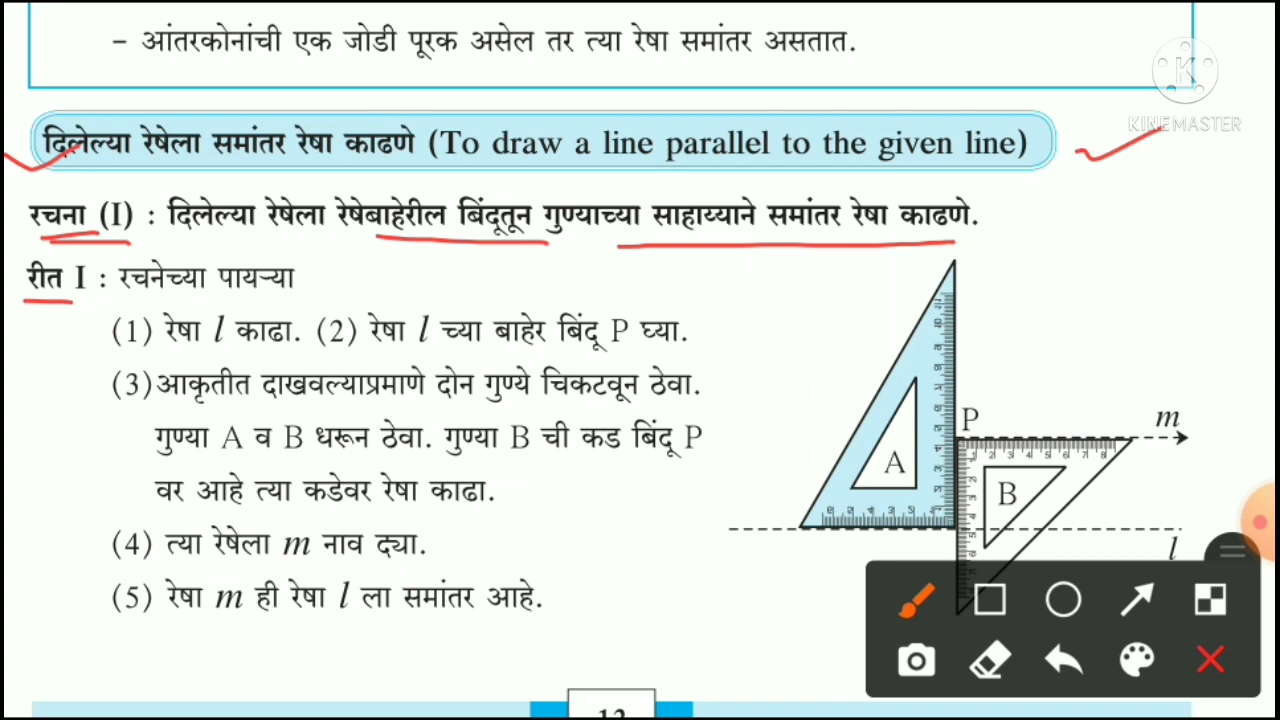 – आंतरकोनांची एक जोडी पूरक असेल तर त्या रेषा समांतर असतात.
KINEMASTER
दिलेल्या रेषेला समांतर रेषा काढणे (To draw a line parallel to the given line)
रचना (I) : दिलेल्या रेषेला रेषेबाहेरील बिंदूतून गुण्याच्या साहाय्याने समांतर रेषा काढणे.
रीत I : रचनेच्या पायऱ्या
(1) रेषा l काढा. (2) रेषा l च्या बाहेर बिंदू P घ्या.
(3) आकृतीत दाखवल्याप्रमाणे दोन गुण्ये चिकटवून ठेवा.
गुण्या A व B धरून ठेवा. गुण्या B ची कड बिंदू P
वर आहे त्या कडेवर रेषा काढा.
(4) त्या रेषेला m नाव द्या.
(5) रेषा m ही रेषा l ला समांतर आहे.
P
m
A
B
l
12